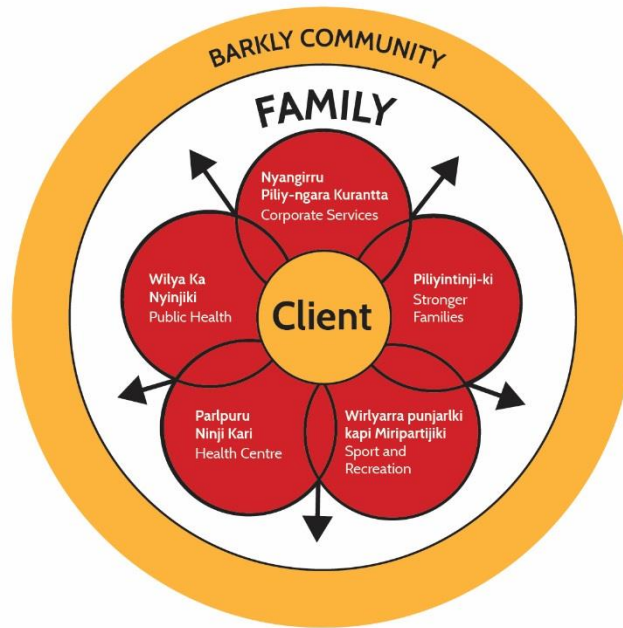 BARKLY COMMUNITY
FAMILY
Nyangirru
Piliy-ngara Kurantta
Corporate Services
Wilya Ka
Nyinjiki
Public Health
Piliyintinji-ki
Stronger
Families
Client
Parlpuru
Ninji Kari
Health Centre
Wirlyarra punjarlki
kapi Miripartijiki
Sport and
Recreation